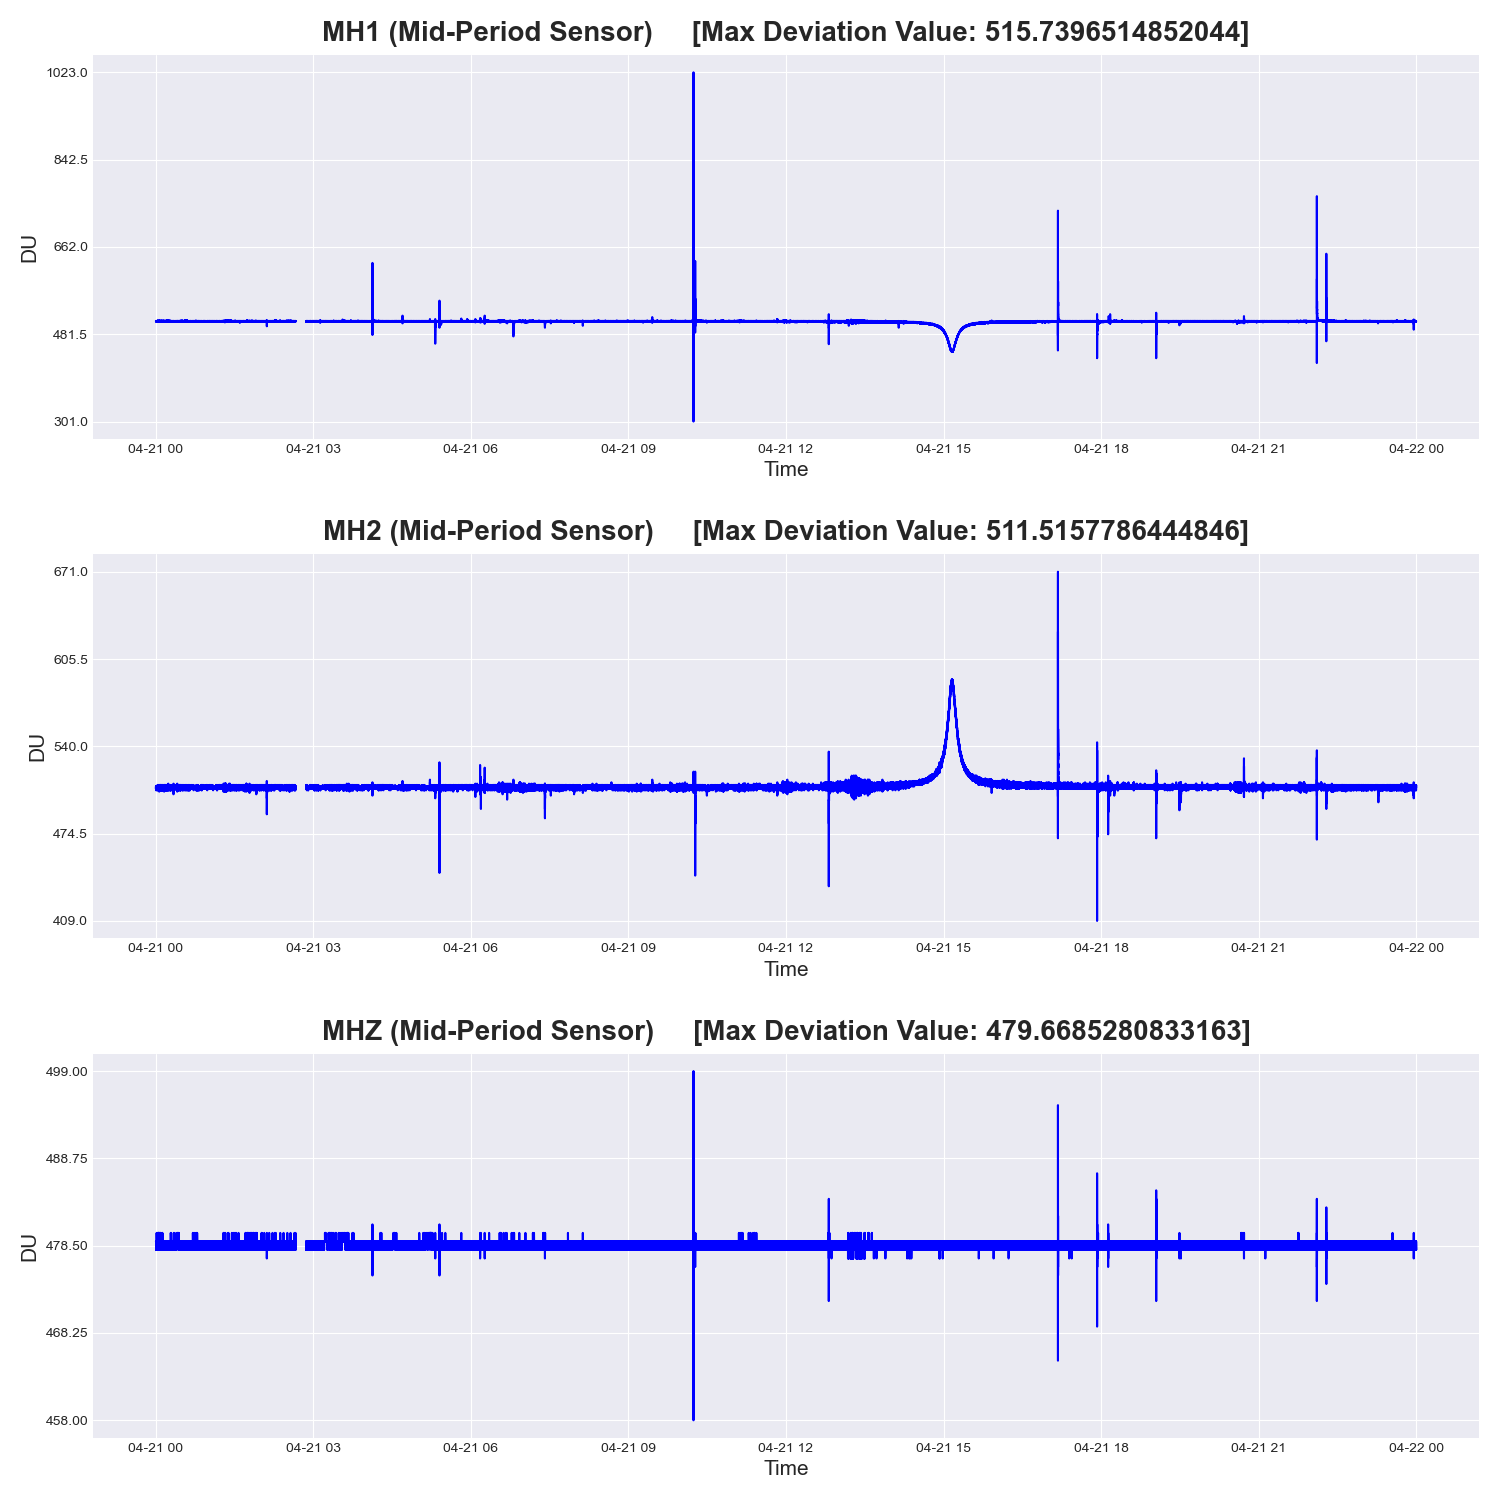 MH1 (Mid-Period Sensor) [Max Deviation Value: 515.7396514852044]
1023.0
842.5
662.0
481.5
301.0
DU
04-21 00 04-21 03 04-21 06 04-21 09 04-21 12 04-21 15 04-21 18 04-21 21 04-22 00
Time
MH2 (Mid-Period Sensor) [Max Deviation Value: 511.5157786444846]
671.0
605.5
540.0
474.5
409.0
DU
04-21 00 04-21 03 04-21 06 04-21 09 04-21 12 04-21 15 04-21 18 04-21 21 04-22 00
Time
MHZ (Mid-Period Sensor) [Max Deviation Value: 479.6685280833163]
499.00
488.75
478.50
468.25
458.00
DU
04-21 00 04-21 03 04-21 06 04-21 09 04-21 12 04-21 15 04-21 18 04-21 21 04-22 00
Time